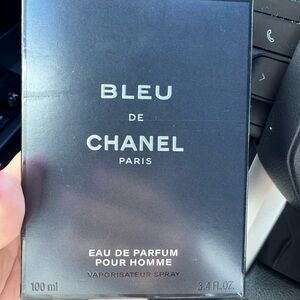 BLEU
DE
CHANEL
PARIS
EAU DE PARFUM
POUR HOMME
VAPORISATEUR SPRAY
100 ml 3.4 FL.OZ.